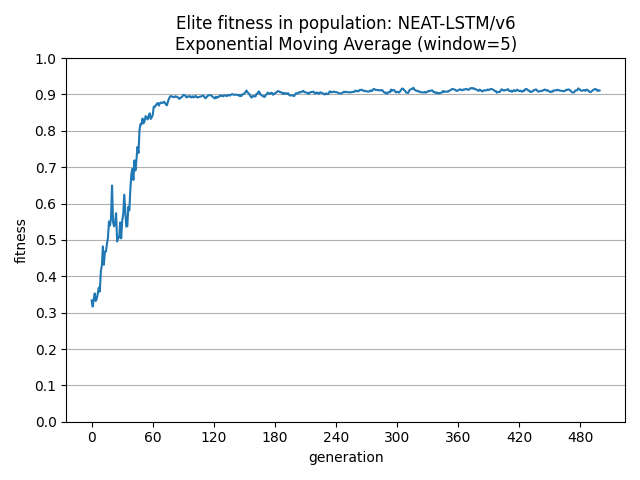 Elite fitness in population: NEAT-LSTM/v6
Exponential Moving Average (window=5)
1.0
0.9
0.8
0.7
0.6
0.5
0.4
0.3
0.2
0.1
0.0
fitness
0 60 120 180 240 300 360 420 480
generation